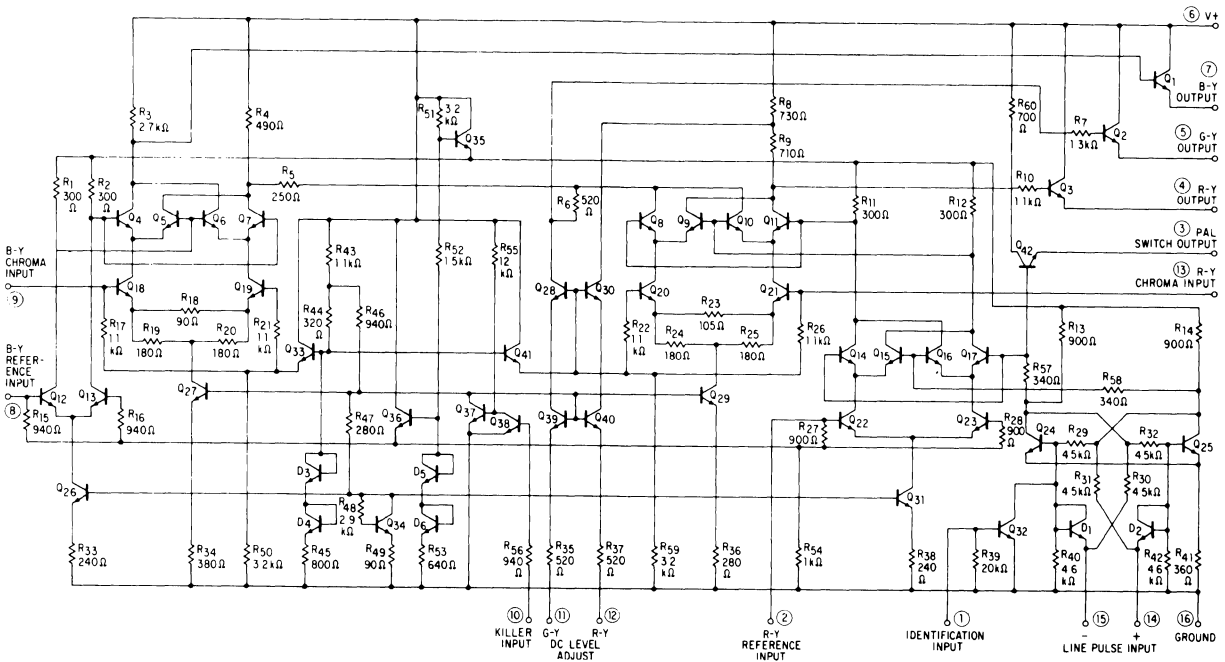 ⑥ V+
⑦
B-Y
OUTPUT
⑤
G-Y
OUTPUT
④
R-Y
OUTPUT
③ PAL
SWITCH OUTPUT
⑬ R-Y
CHROMA INPUT
B-Y
CHROMA
INPUT
⑨
B-Y
REFER-
ENCE
INPUT
⑧
R3
2.7kΩ
R4
490Ω
R51
3.2
kΩ
Q35
R8
730Ω
R9
710Ω
R60
700
Ω
R7
1.3kΩ
Q1
Q2
R10
1.1kΩ
Q3
R1
300
Ω
R2
300
Ω
R5
250Ω
R6
520
Ω
R11
300Ω
R12
300Ω
Q4
Q5
Q6
Q7
Q8
Q9
Q10
Q11
Q42
R43
1.1kΩ
R52
1.5kΩ
R55
12
kΩ
Q18
Q19
R18
90Ω
R44
320
Ω
R46
940Ω
Q28
Q30
Q20
Q21
R23
105Ω
R17
1.1
kΩ
R19
180Ω
R20
180Ω
R21
1.1
kΩ
Q33
Q41
R22
1.1
kΩ
R24
180Ω
R25
180Ω
R26
1.1kΩ
Q14
Q15
Q16
Q17
R13
900Ω
R14
900Ω
R57
340Ω
R58
340Ω
Q12
Q13
R15
940Ω
R16
940Ω
Q27
R47
280Ω
Q36
Q37
Q38
Q39
Q40
Q29
R27
900Ω
Q22
Q23
R28
900
Ω
Q24
R29
4.5kΩ
R32
4.5kΩ
Q25
R31
4.5kΩ
R30
4.5kΩ
D3
D5
Q26
D4
R48
2.9
kΩ
Q34
D6
Q31
Q32
D1
D2
R33
240Ω
R34
380Ω
R50
3.2kΩ
R45
800Ω
R49
90Ω
R53
640Ω
R56
940
Ω
R35
520
Ω
R37
520
Ω
R59
3.2
kΩ
R36
280
Ω
R54
1kΩ
R38
240
Ω
R39
20kΩ
R40
4.6
kΩ
R42
4.6
kΩ
R41
360
Ω
⑩
KILLER
INPUT
⑪ ⑫
G-Y R-Y
DC LEVEL
ADJUST
②
R-Y
REFERENCE
INPUT
①
IDENTIFICATION
INPUT
⑮ ⑭
− +
LINE PULSE INPUT
⑯
GROUND